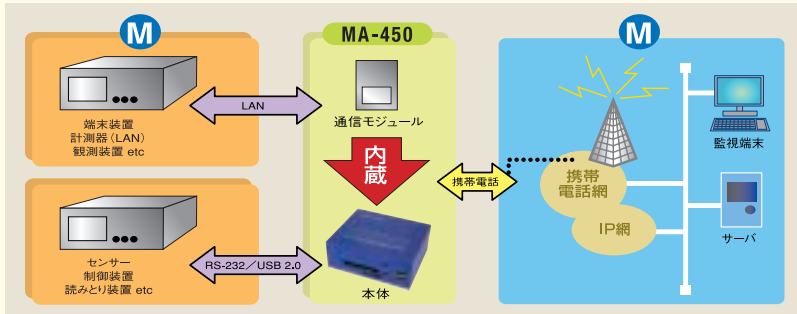 M
端末装置
計測器(LAN)
観測装置 etc
センサー
制御装置
読みとり装置 etc
LAN
RS-232/USB 2.0
MA-450
通信モジュール
内蔵
本体
携帯電話
M
携帯
電話網
IP網
監視端末
サーバ